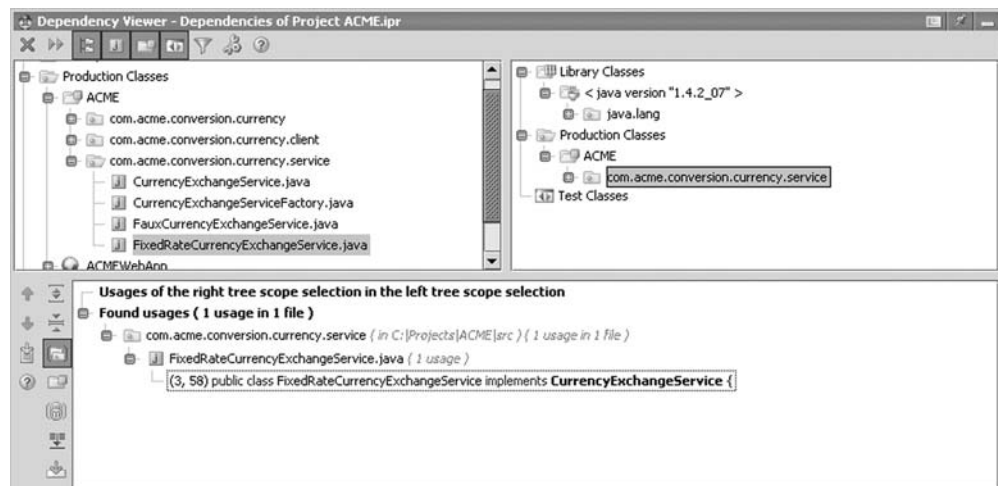 Dependency Viewer - Dependencies of Project ACME.ipr
Production Classes
ACME
com.acme.conversion.currency
com.acme.conversion.currency.client
com.acme.conversion.currency.service
CurrencyExchangeService.java
CurrencyExchangeServiceFactory.java
FauxCurrencyExchangeService.java
FixedRateCurrencyExchangeService.java
ACMEWebApp
Library Classes
< java version "1.4.2_07" >
java.lang
Production Classes
ACME
com.acme.conversion.currency.service
Test Classes
Usages of the right tree scope selection in the left tree scope selection
Found usages ( 1 usage in 1 file )
com.acme.conversion.currency.service ( in C:|Projects|ACME|src ) ( 1 usage in 1 file )
FixedRateCurrencyExchangeService.java ( 1 usage )
(3, 58) public class FixedRateCurrencyExchangeService implements CurrencyExchangeService {